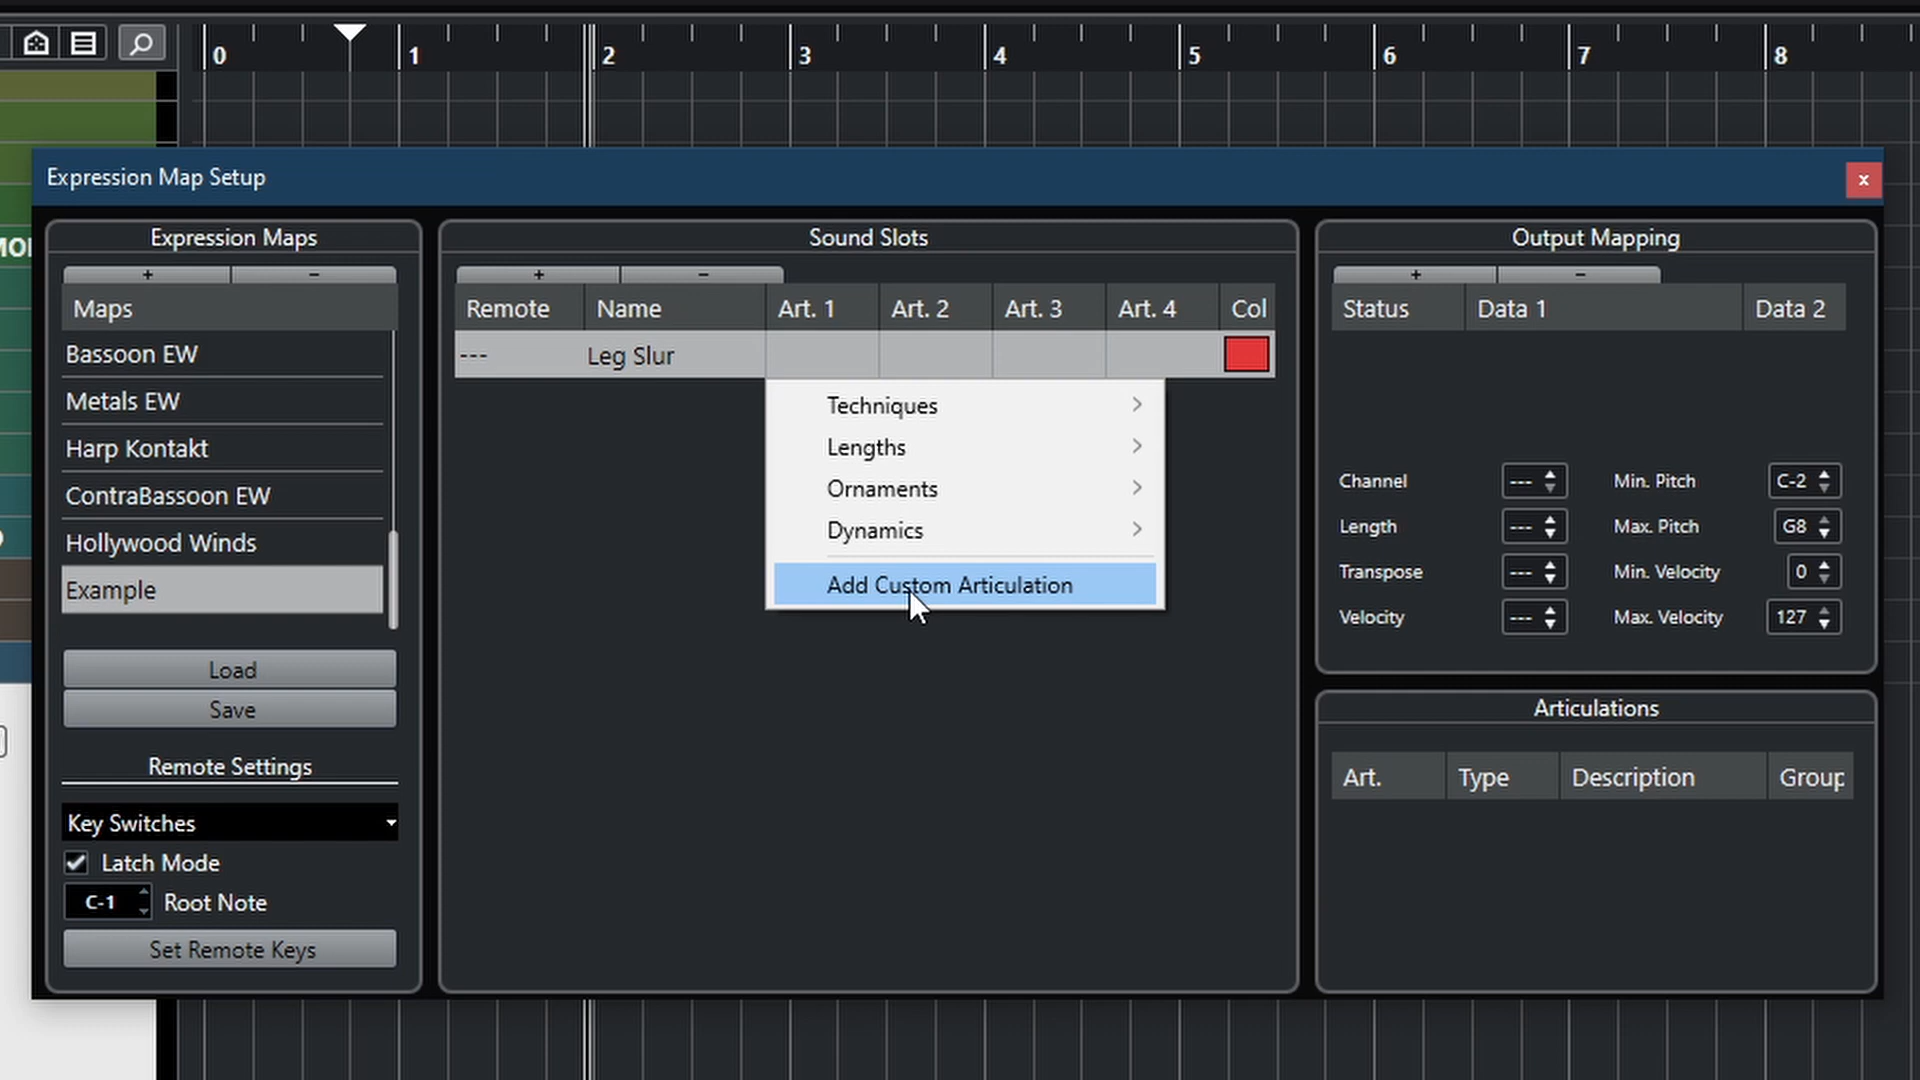 0 1 2 3 4 5 6 7 8
Expression Map Setup
x
Expression Maps
+ -
Maps
Bassoon EW
Metals EW
Harp Kontakt
ContraBassoon EW
Hollywood Winds
Example
Load
Save
Remote Settings
Key Switches
Latch Mode
C-1 Root Note
Set Remote Keys
Sound Slots
+ -
Remote Name Art. 1 Art. 2 Art. 3 Art. 4 Col
--- Leg Slur
Techniques
Lengths
Ornaments
Dynamics
Add Custom Articulation
Output Mapping
+ -
Status Data 1 Data 2
Channel --- Min. Pitch C-2
Length --- Max. Pitch G8
Transpose --- Min. Velocity 0
Velocity --- Max. Velocity 127
Articulations
Art. Type Description Group